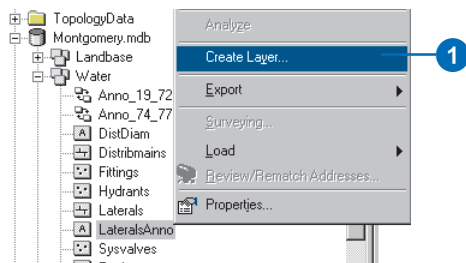 TopologyData
Montgomery.mdb
Landbase
Water
Anno_19_72
Anno_74_77
DistDiam
Distribmains
Fittings
Hydrants
Laterals
LateralsAnno
Sysvalves
Analyze
Create Layer...
1
Export
Surveying...
Load
Review/Rematch Addresses...
Properties...